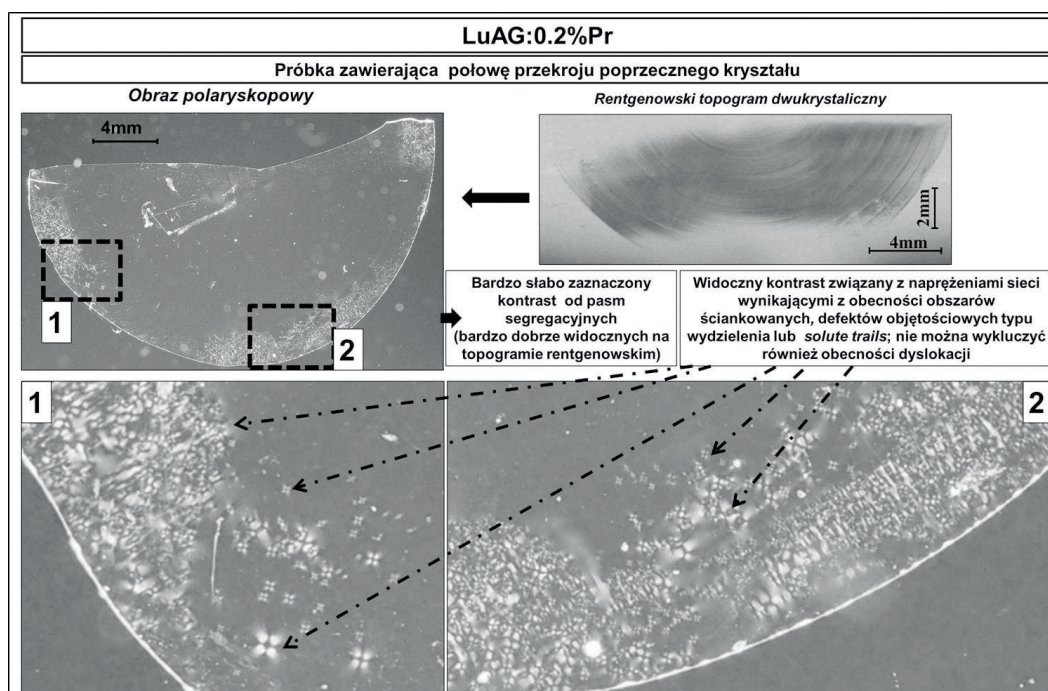 LuAG:0.2%Pr
Próbka zawierająca połowę przekroju poprzecznego kryształu
Obraz polaryskopowy
Rentgenowski topogram dwukrystaliczny
4mm
2mm
4mm
1
2
Bardzo słabo zaznaczony
kontrast od pasm
segregacyjnych
(bardzo dobrze widocznych na
topogramie rentgenowskim)
Widoczny kontrast związany z naprężeniami sieci
wynikającymi z obecności obszarów
ściankowanych, defektów objętościowych typu
wydzielenia lub solute trails; nie można wykluczyć
również obecności dyslokacji
1
2